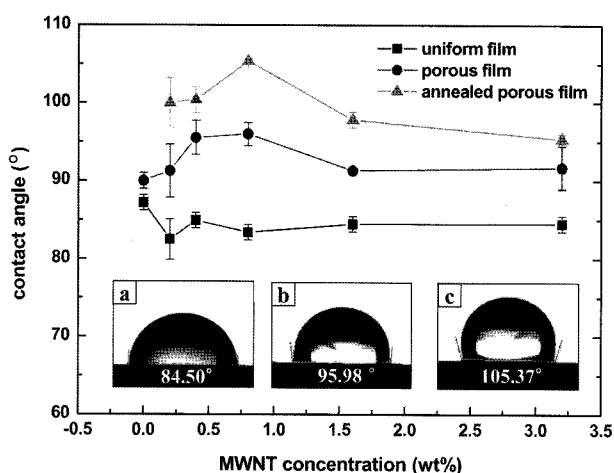 110
100
90
80
70
60
contact angle (°)
uniform film
porous film
annealed porous film
a
84.50°
b
95.98 °
c
105.37°
-0.5 0.0 0.5 1.0 1.5 2.0 2.5 3.0 3.5
MWNT concentration (wt%)